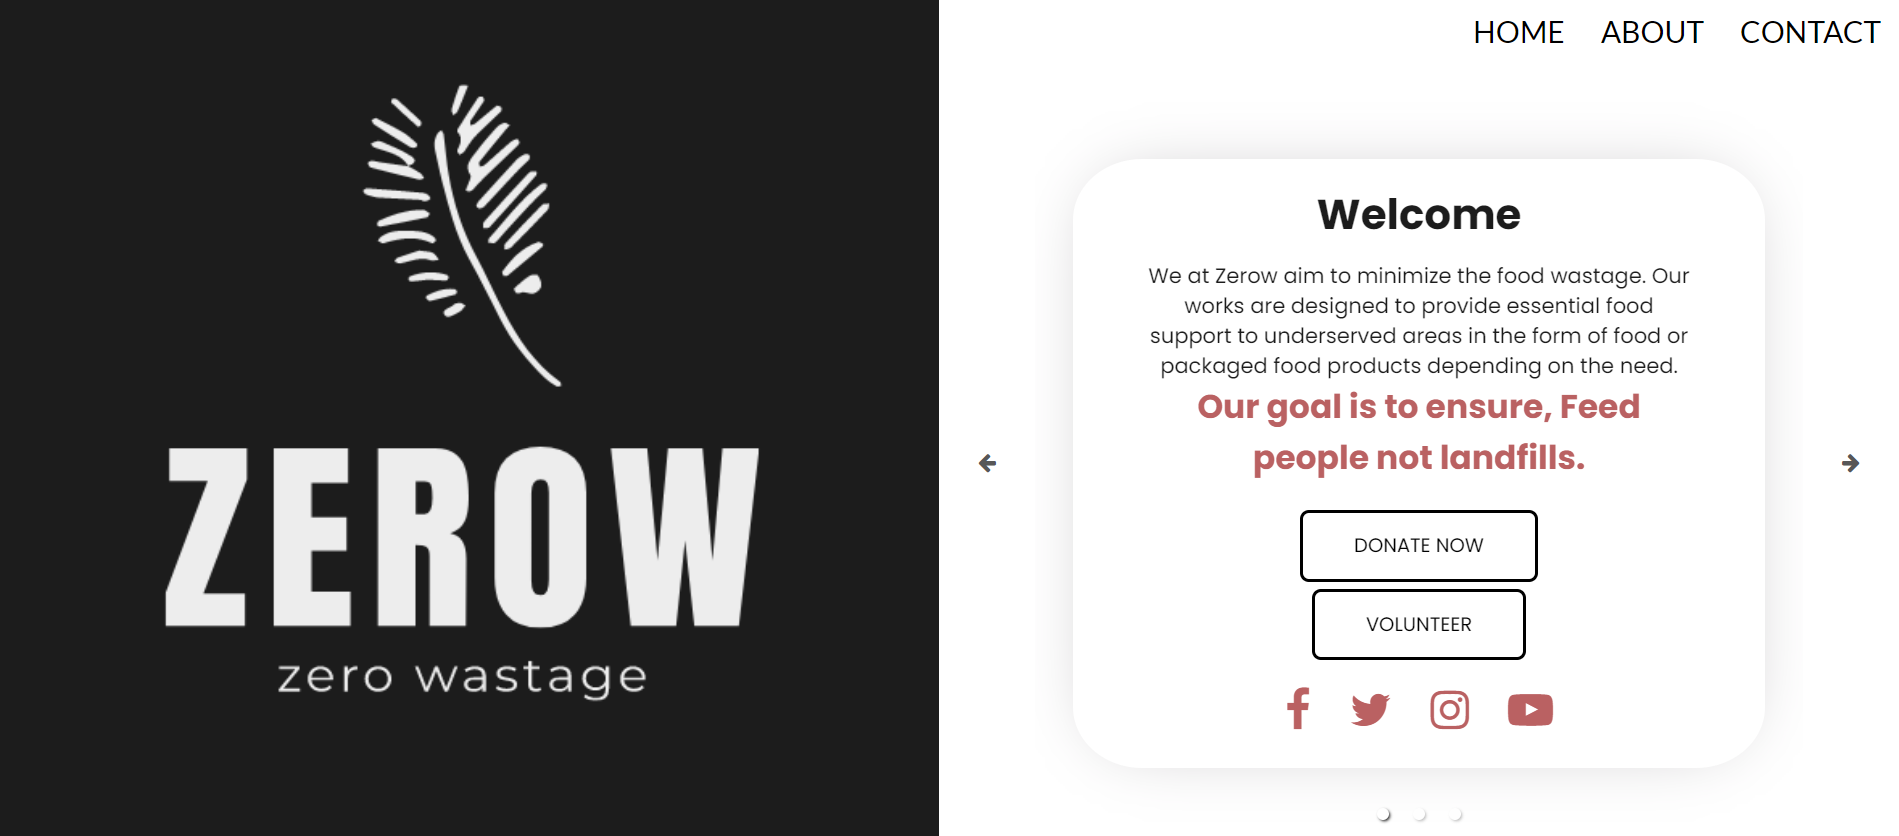 ZEROW
zero wastage
HOME ABOUT CONTACT
Welcome
We at Zerow aim to minimize the food wastage. Our
works are designed to provide essential food
support to underserved areas in the form of food or
packaged food products depending on the need.
Our goal is to ensure, Feed
people not landfills.
DONATE NOW
VOLUNTEER